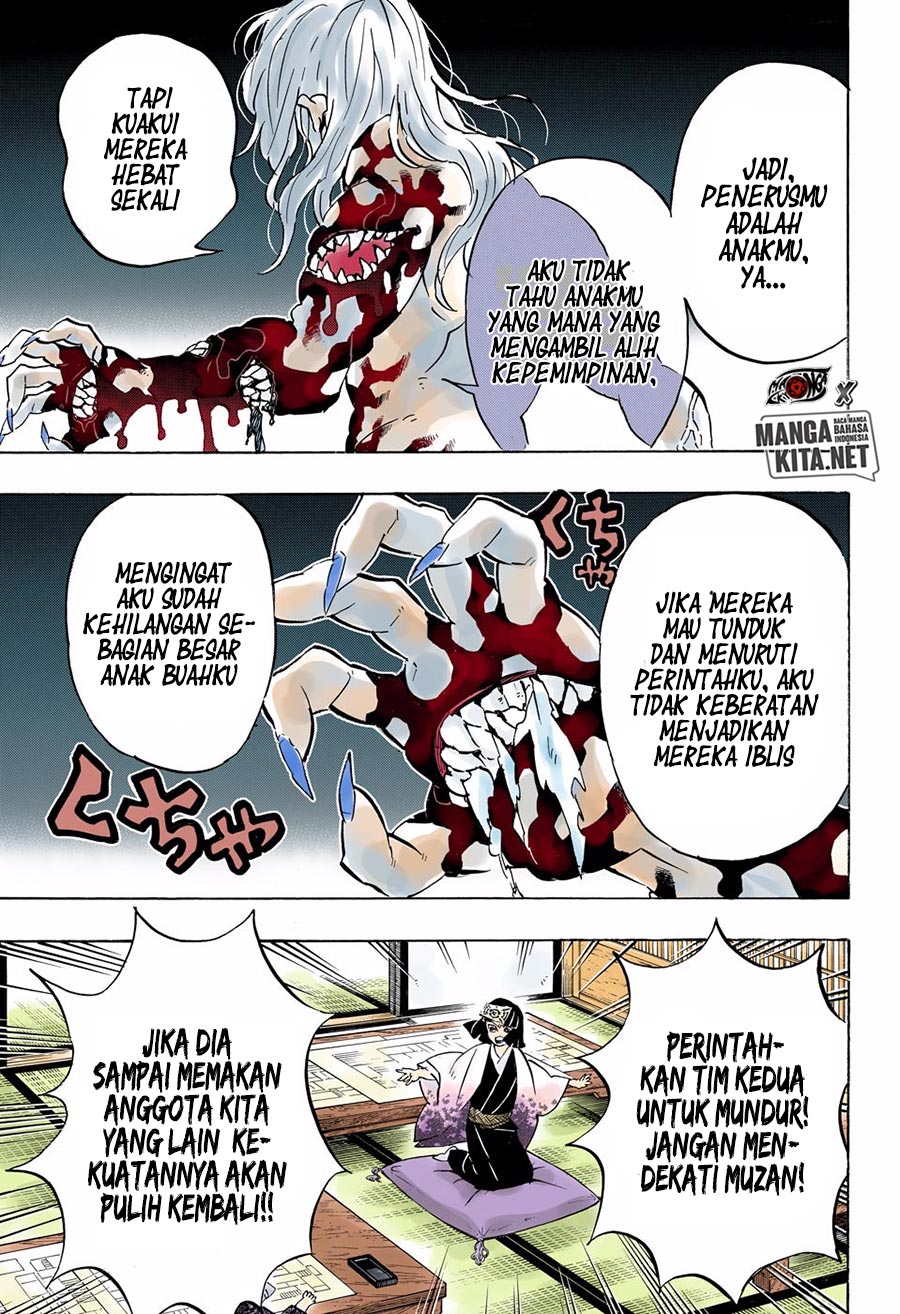 JADI,
PENERUSMU
ADALAH
ANAKMU,
YA...
AKU TIDAK
TAHU ANAKMU
YANG MANA YANG
MENGAMBIL ALIH
KEPEMIMPINAN,
TAPI
KUAKUI
MEREKA
HEBAT
SEKALI
MANGA
KITA.NET
BACA MANGA
BAHASA
INDONESIA
X
くちゃ
JIKA MEREKA
MAU TUNDUK
DAN MENURUTI
PERINTAHKU, AKU
TIDAK KEBERATAN
MENJADIKAN
MEREKA IBLIS
MENGINGAT
AKU SUDAH
KEHILANGAN SE-
BAGIAN BESAR
ANAK BUAHKU
くちゃ
PERINTAH-
KAN TIM KEDUA
UNTUK MUNDUR!
JANGAN MEN-
DEKATI MUZAN!
JIKA DIA
SAMPAI MEMAKAN
ANGGOTA KITA
YANG LAIN KE-
KUATANNYA AKAN
PULIH KEMBALI!!